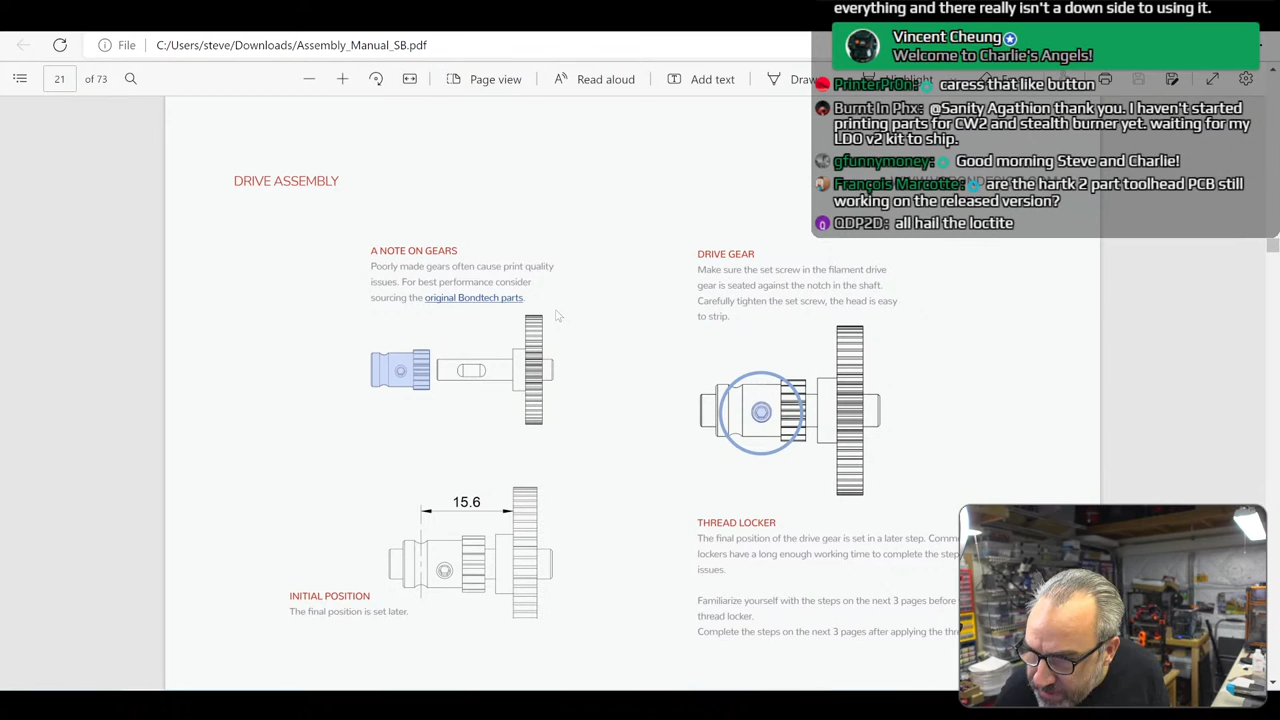 everything and there really isn't a down side to using it.
Vincent Cheung
Welcome to Charlie's Angels!
File C:/Users/steve/Downloads/Assembly_Manual_SB.pdf
21 of 73
Page view
Read aloud
Add text
Draw
Highlight
PrinterPr0n: caress that like button
Burnt In Phx: @Sanity Agathion thank you. I haven't started
printing parts for CW2 and stealth burner yet. waiting for my
LDO v2 kit to ship.
gfunnymoney: Good morning Steve and Charlie!
François Marcotte: are the hartk 2 part toolhead PCB still
working on the released version?
QDP2D: all hail the loctite
DRIVE ASSEMBLY
A NOTE ON GEARS
Poorly made gears often cause print quality
issues. For best performance consider
sourcing the original Bondtech parts.
DRIVE GEAR
Make sure the set screw in the filament drive
gear is seated against the notch in the shaft.
Carefully tighten the set screw, the head is easy
to strip.
15.6
INITIAL POSITION
The final position is set later.
THREAD LOCKER
The final position of the drive gear is set in a later step.
lockers have a long enough working time to complete the
issues.
Familiarize yourself with the steps on the next 3 pages before
thread locker.
Complete the steps on the next 3 pages after applying the